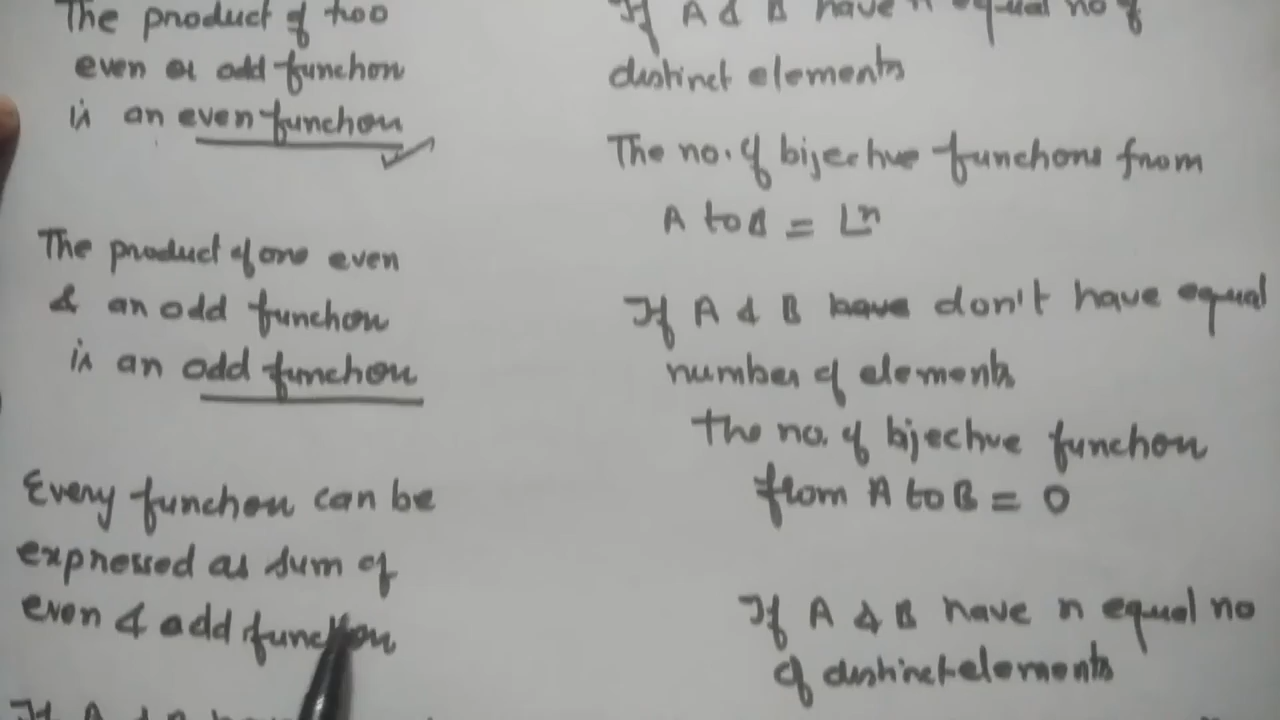 The product of two
even or odd function
is an even function
The product of one even
& an odd function
is an odd function
Every function can be
expressed as sum of
even & odd function
If A & B
If A & B have n equal no of
distinct elements
The no. of bijective functions from
A to B = Ln
If A & B have don't have equal
number of elements
the no. of bijective function
from A to B = 0
If A & B have n equal no
of distinct elements